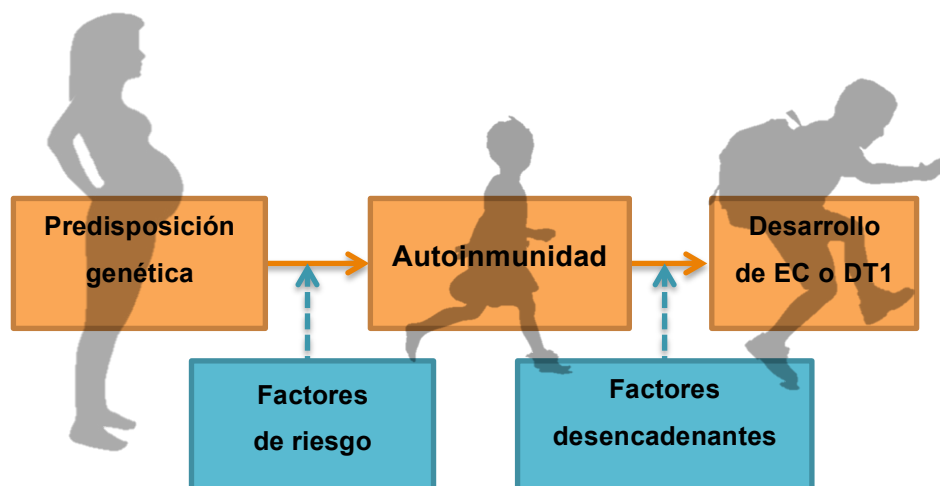 Predisposición
genética
Autoinmunidad
Desarrollo
de EC o DT1
Factores
de riesgo
Factores
desencadenantes